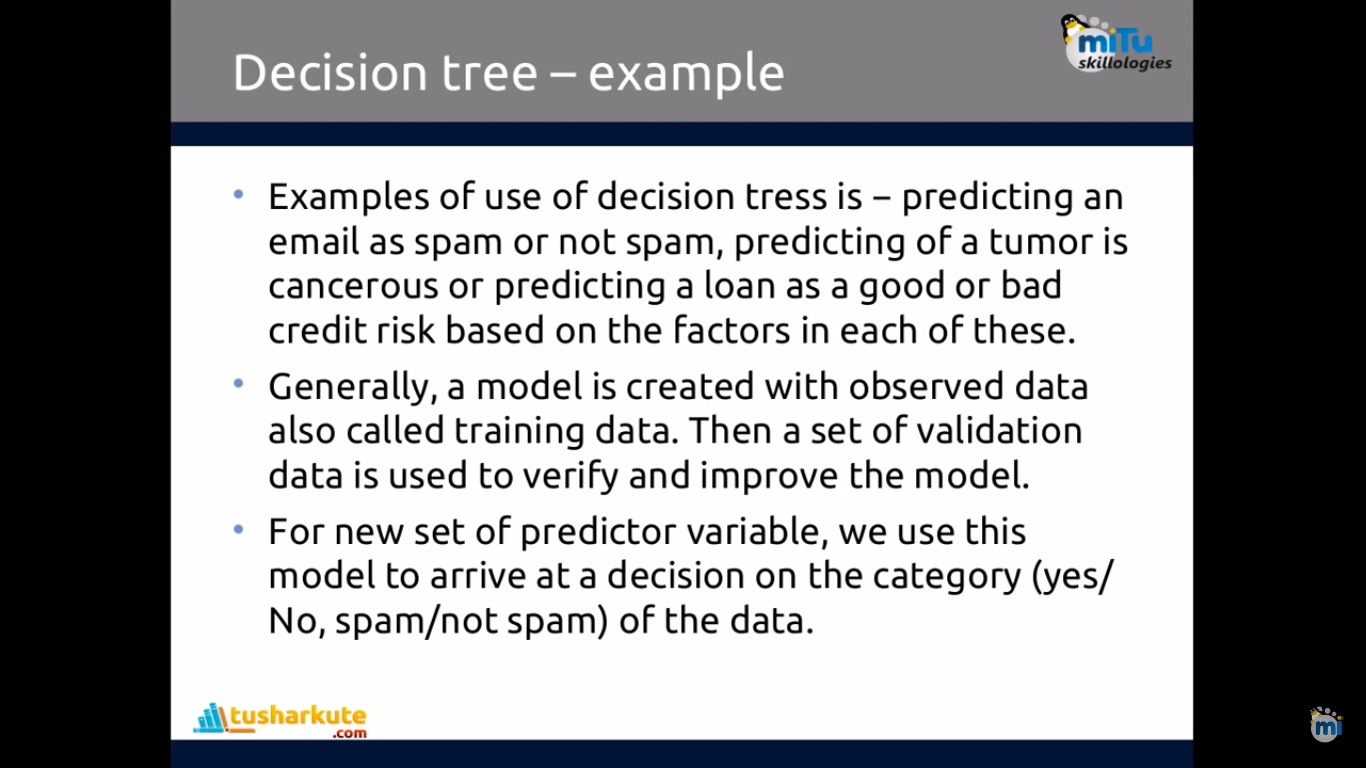 Decision tree – example
miTu
skillologies
• Examples of use of decision tress is – predicting an
email as spam or not spam, predicting of a tumor is
cancerous or predicting a loan as a good or bad
credit risk based on the factors in each of these.
• Generally, a model is created with observed data
also called training data. Then a set of validation
data is used to verify and improve the model.
• For new set of predictor variable, we use this
model to arrive at a decision on the category (yes/
No, spam/not spam) of the data.
tusharkute
.com
mi